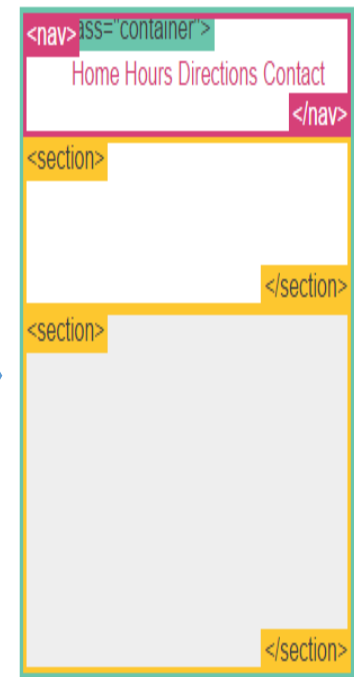 <nav> ass="container">
Home Hours Directions Contact
</nav>
<section>
</section>
<section>
</section>